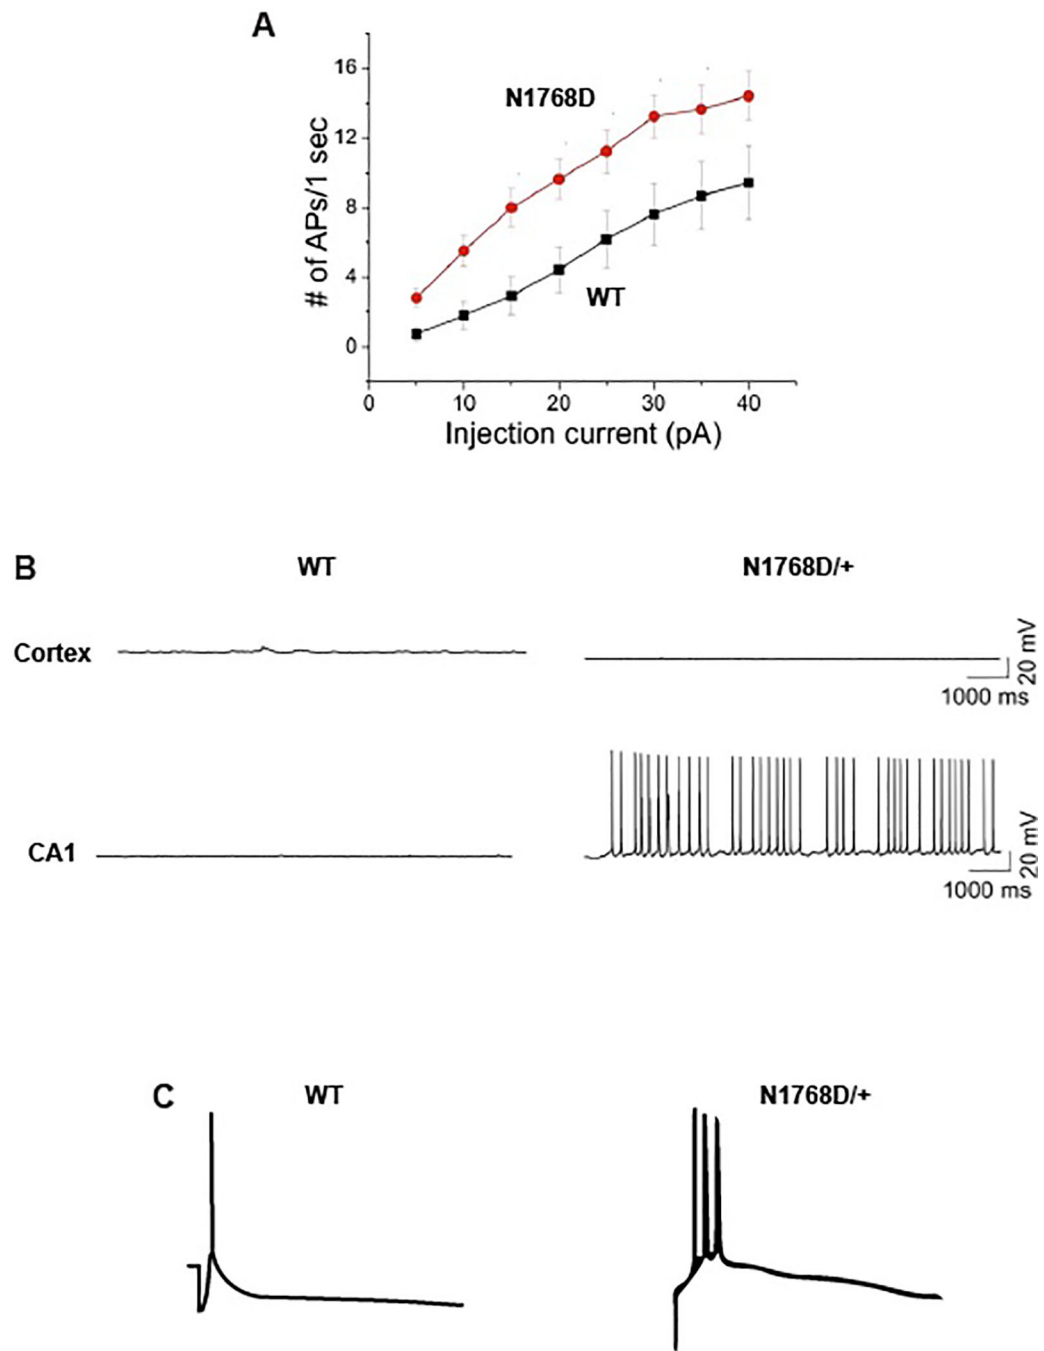 A
16
N1768D
12
# of APs/1 sec
8
4
WT
0
0 10 20 30 40
Injection current (pA)
B WT N1768D/+
Cortex
20 mV
1000 ms
CA1
20 mV
1000 ms
C WT N1768D/+